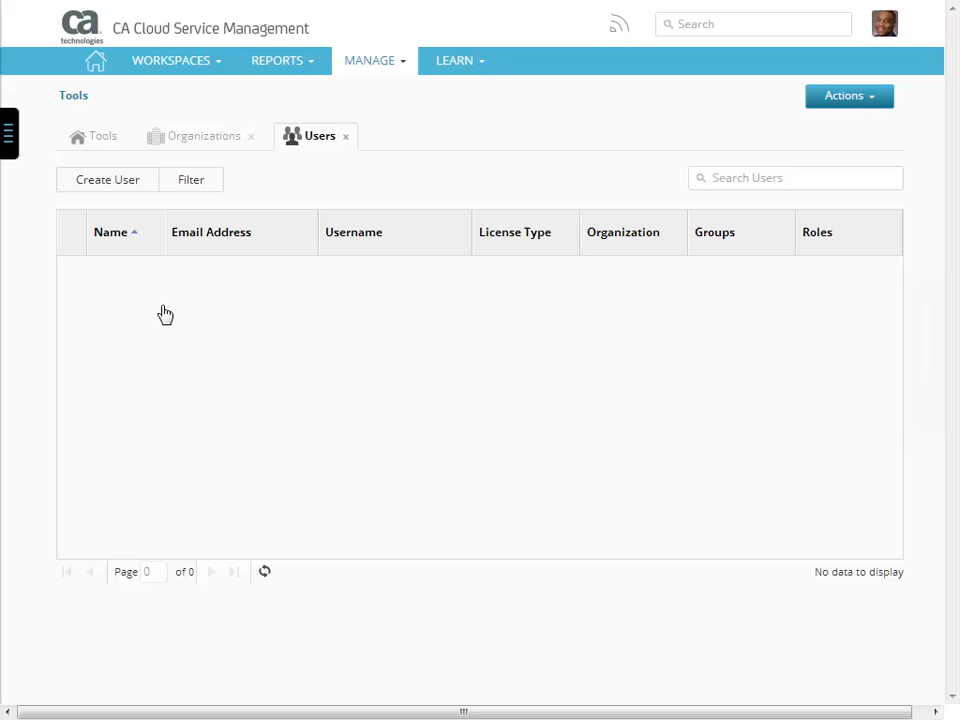 ca
technologies
CA Cloud Service Management
Search
WORKSPACES
REPORTS
MANAGE
LEARN
Tools
Actions
Tools
Organizations ×
Users ×
Create User
Filter
Search Users
Name
Email Address
Username
License Type
Organization
Groups
Roles
Page 0 of 0
No data to display